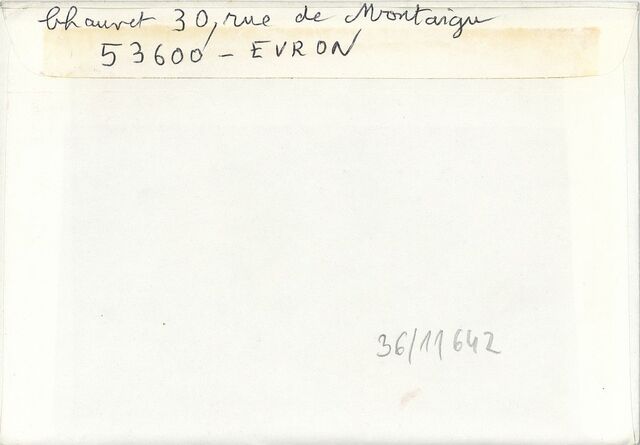 Chauvet 30, rue de Montaigu
53600 - EVRON
36/11642